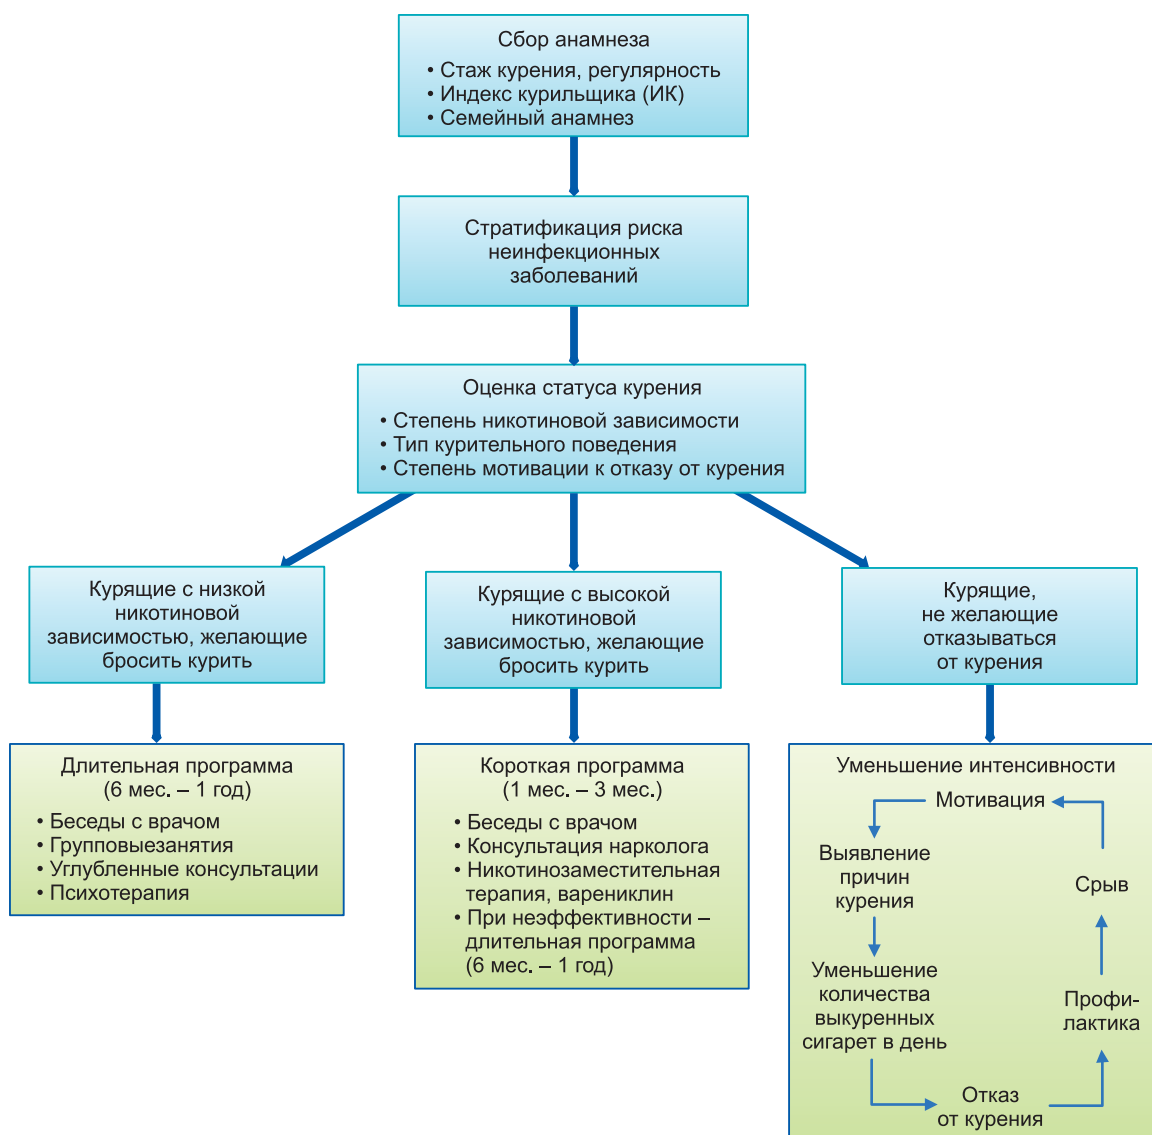 Сбор анамнеза
• Стаж курения, регулярность
• Индекс курильщика (ИК)
• Семейный анамнез
Стратификация риска
неинфекционных
заболеваний
Оценка статуса курения
• Степень никотиновой зависимости
• Тип курительного поведения
• Степень мотивации к отказу от курения
Курящие с низкой
никотиновой
зависимостью, желающие
бросить курить
Курящие с высокой
никотиновой
зависимостью, желающие
бросить курить
Курящие,
не желающие
отказываться
от курения
Длительная программа
(6 мес. – 1 год)
• Беседы с врачом
• Групповыезанятия
• Углубленные консультации
• Психотерапия
Короткая программа
(1 мес. – 3 мес.)
• Беседы с врачом
• Консультация нарколога
• Никотинозаместительная
терапия, варениклин
• При неэффективности –
длительная программа
(6 мес. – 1 год)
Уменьшение интенсивности
Мотивация
Выявление
причин
курения
Уменьшение
количества
выкуренных
сигарет в день
Отказ
от курения
Профи-
лактика
Срыв